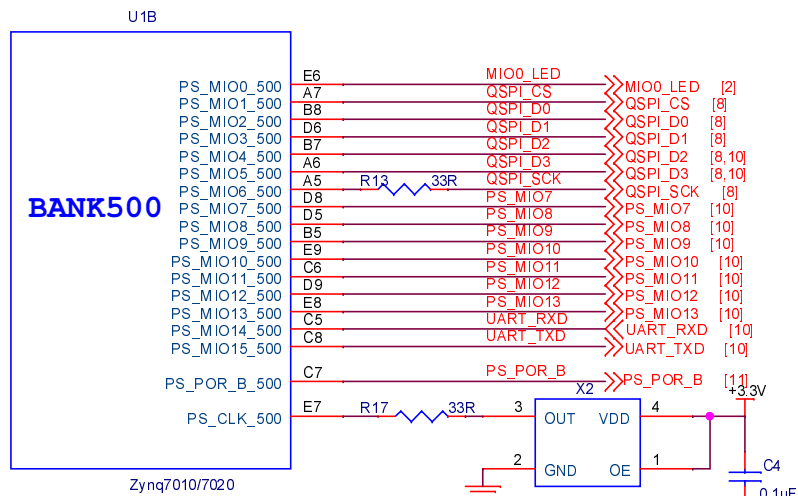 U1B
BANK500
PS_MIO0_500 E6 MIO0_LED MIO0_LED [2]
PS_MIO1_500 A7 QSPI_CS QSPI_CS [8]
PS_MIO2_500 B8 QSPI_D0 QSPI_D0 [8]
PS_MIO3_500 D6 QSPI_D1 QSPI_D1 [8]
PS_MIO4_500 B7 QSPI_D2 QSPI_D2 [8,10]
PS_MIO5_500 A6 QSPI_D3 QSPI_D3 [8,10]
PS_MIO6_500 A5 R13 33R QSPI_SCK QSPI_SCK [8]
PS_MIO7_500 D8 PS_MIO7 PS_MIO7 [10]
PS_MIO8_500 D5 PS_MIO8 PS_MIO8 [10]
PS_MIO9_500 B5 PS_MIO9 PS_MIO9 [10]
PS_MIO10_500 E9 PS_MIO10 PS_MIO10 [10]
PS_MIO11_500 C6 PS_MIO11 PS_MIO11 [10]
PS_MIO12_500 D9 PS_MIO12 PS_MIO12 [10]
PS_MIO13_500 E8 PS_MIO13 PS_MIO13 [10]
PS_MIO14_500 C5 UART_RXD UART_RXD [10]
PS_MIO15_500 C8 UART_TXD UART_TXD [10]
PS_POR_B_500 C7 PS_POR_B PS_POR_B [11]
+3.3V
X2
PS_CLK_500 E7 R17 33R 3 OUT VDD 4
2 GND OE 1
C4
0.1uF
Zynq7010/7020